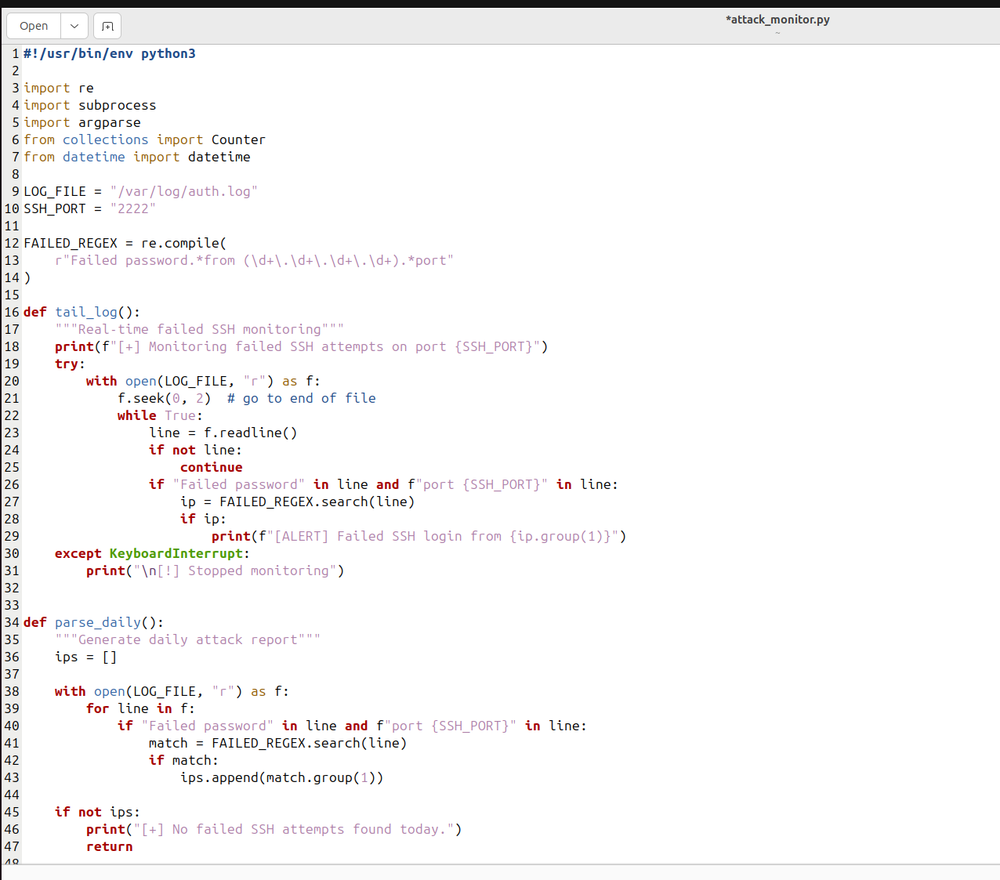 Open
*attack_monitor.py
~
1 #!/usr/bin/env python3
2
3 import re
4 import subprocess
5 import argparse
6 from collections import Counter
7 from datetime import datetime
8
9 LOG_FILE = "/var/log/auth.log"
10 SSH_PORT = "2222"
11
12 FAILED_REGEX = re.compile(
13     r"Failed password.*from (\d+\.\d+\.\d+\.\d+).*port"
14 )
15
16 def tail_log():
17     """Real-time failed SSH monitoring"""
18     print(f"[+] Monitoring failed SSH attempts on port {SSH_PORT}")
19     try:
20         with open(LOG_FILE, "r") as f:
21             f.seek(0, 2)  # go to end of file
22             while True:
23                 line = f.readline()
24                 if not line:
25                     continue
26                 if "Failed password" in line and f"port {SSH_PORT}" in line:
27                     ip = FAILED_REGEX.search(line)
28                     if ip:
29                         print(f"[ALERT] Failed SSH login from {ip.group(1)}")
30     except KeyboardInterrupt:
31         print("\n[!] Stopped monitoring")
32
33
34 def parse_daily():
35     """Generate daily attack report"""
36     ips = []
37
38     with open(LOG_FILE, "r") as f:
39         for line in f:
40             if "Failed password" in line and f"port {SSH_PORT}" in line:
41                 match = FAILED_REGEX.search(line)
42                 if match:
43                     ips.append(match.group(1))
44
45     if not ips:
46         print("[+] No failed SSH attempts found today.")
47         return
48